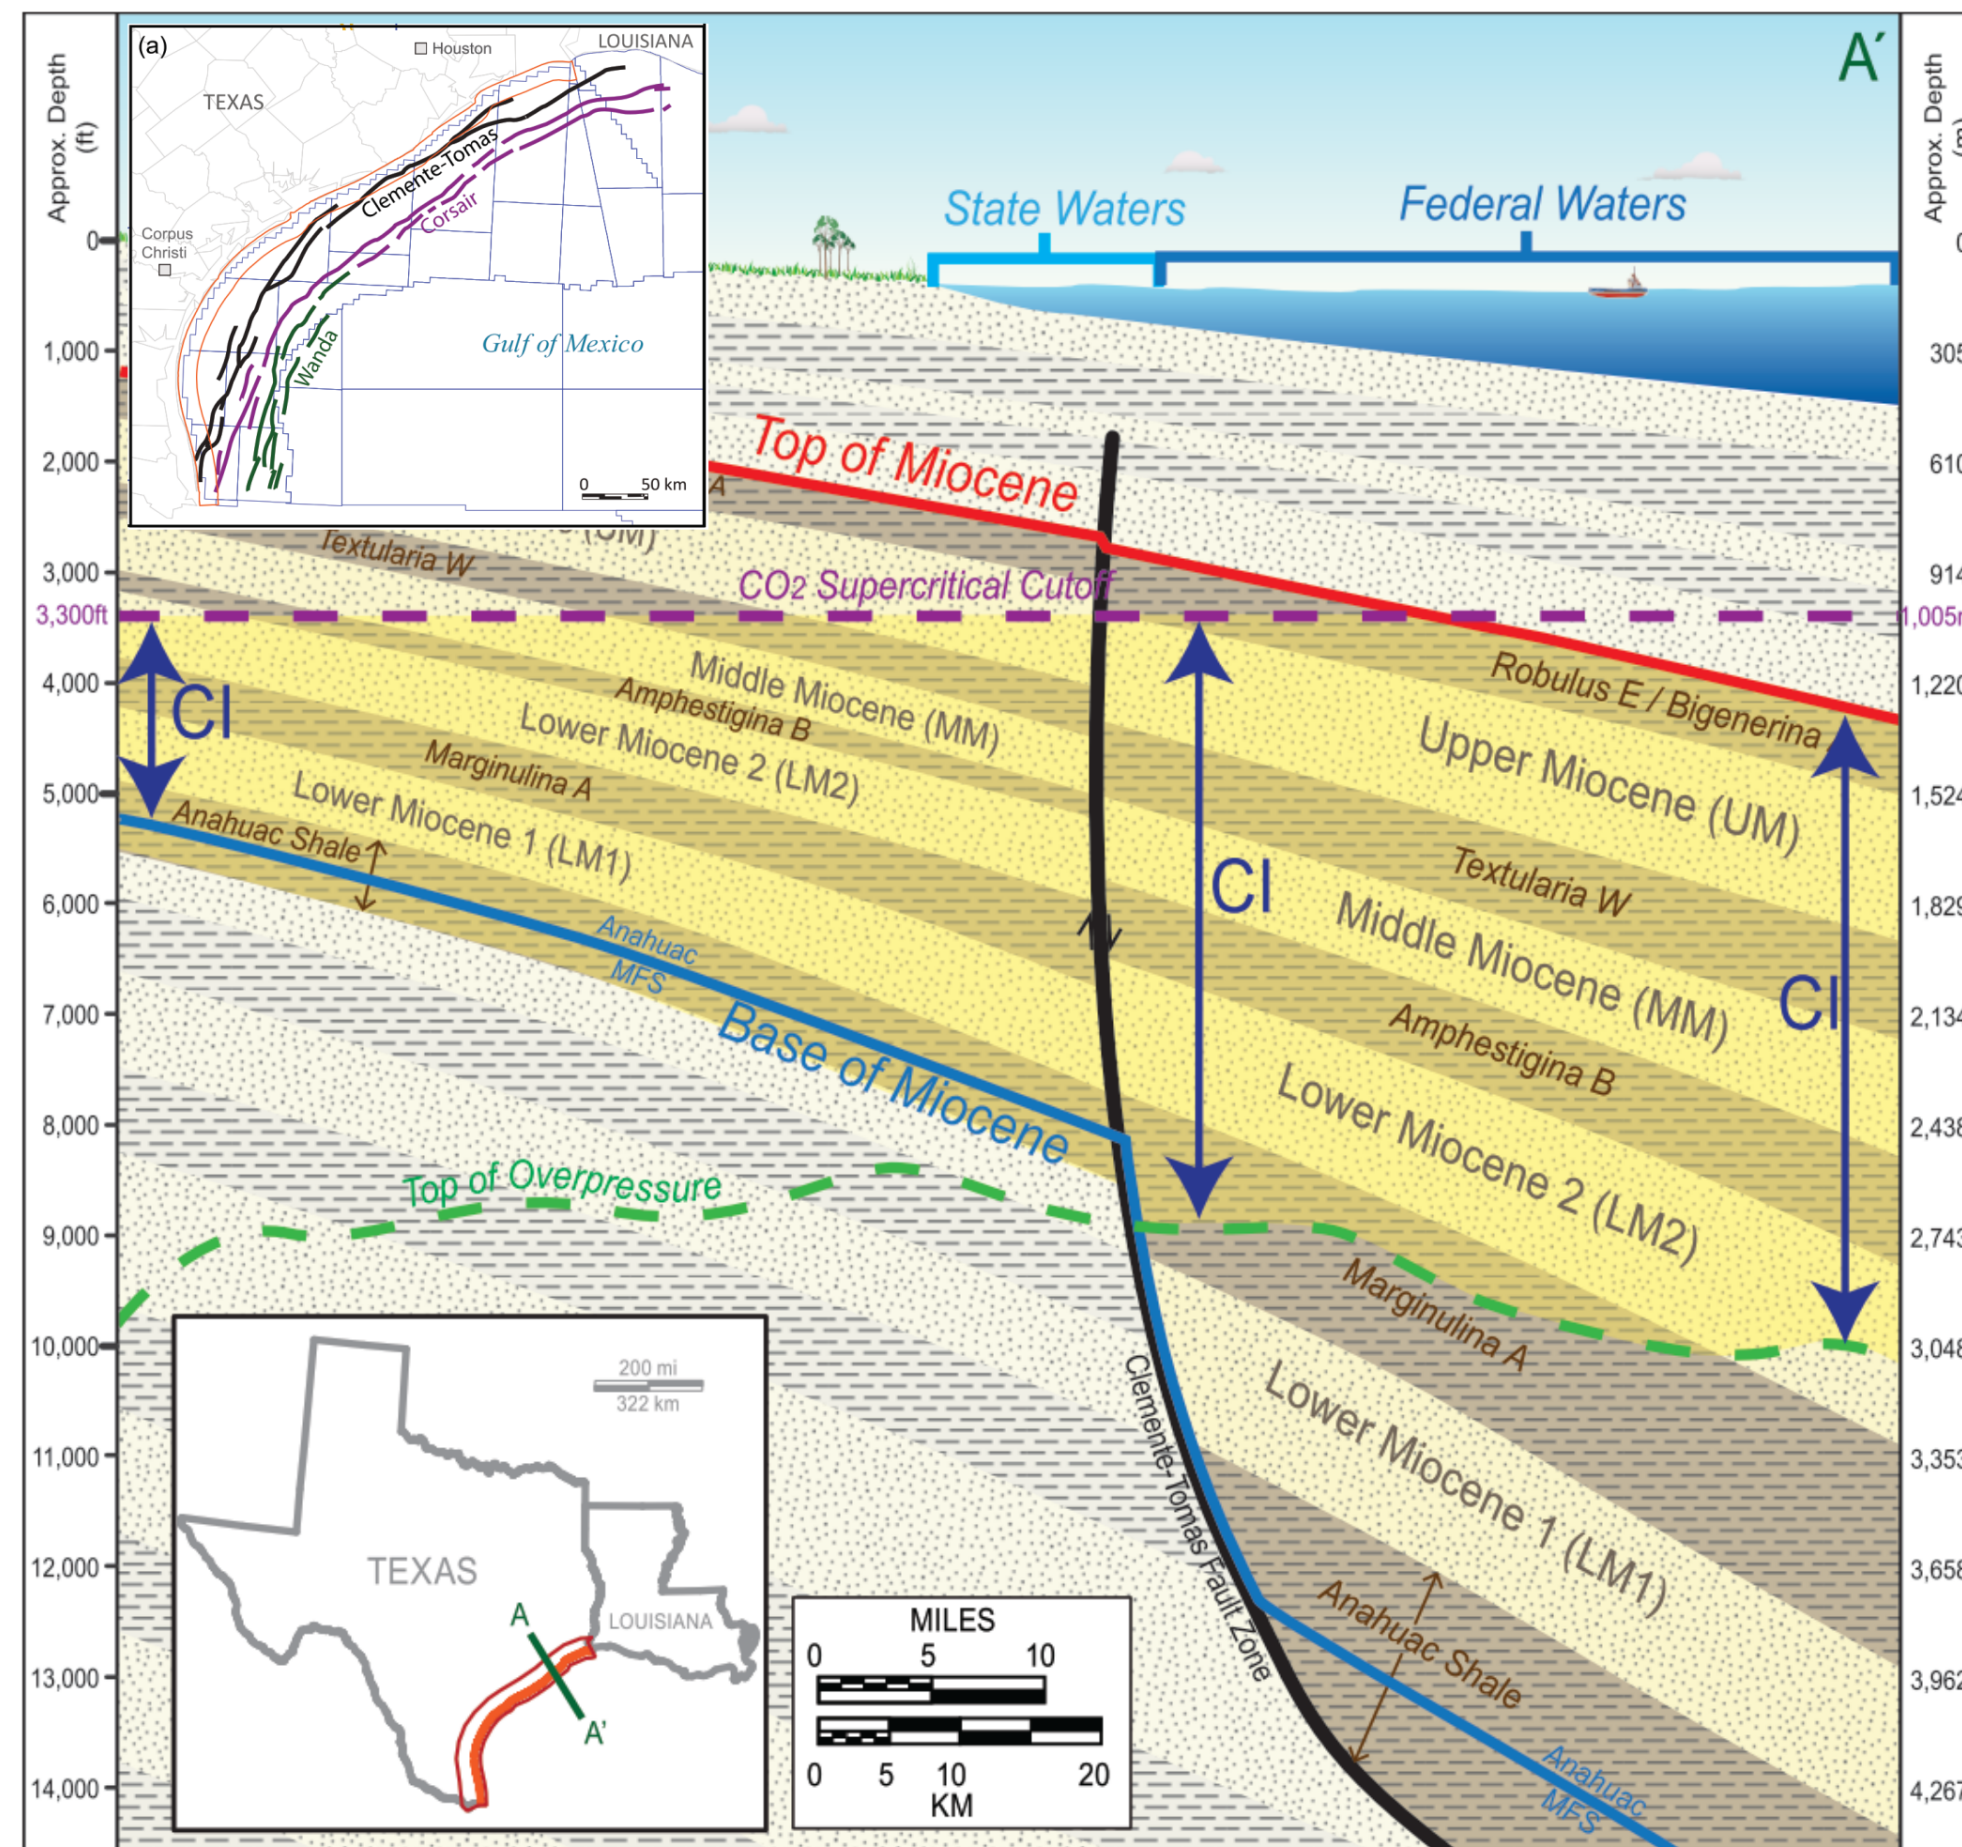 Approx. Depth
(ft)
0
1,000
2,000
3,000
3,300ft
4,000
5,000
6,000
7,000
8,000
9,000
10,000
11,000
12,000
13,000
14,000
(a)
Houston
LOUISIANA
TEXAS
Clemente-Tomas
Corsair
Corpus
Christi
Wanda
Gulf of Mexico
0 50 km
A´
State Waters
Federal Waters
Top of Miocene
A
Textularia W
CO2 Supercritical Cutoff
Robulus E / Bigenerina
CI
Middle Miocene (MM)
Amphestigina B
Lower Miocene 2 (LM2)
Marginulina A
Lower Miocene 1 (LM1)
Anahuac Shale
Anahuac
MFS
Base of Miocene
Top of Overpressure
CI
Upper Miocene (UM)
Textularia W
Middle Miocene (MM)
CI
Amphestigina B
Lower Miocene 2 (LM2)
Marginulina A
Lower Miocene 1 (LM1)
Anahuac Shale
Anahuac
MFS
Clemente-Tomas Fault Zone
200 mi
322 km
TEXAS
LOUISIANA
A
A'
MILES
0 5 10
0 5 10 20
KM
Approx. Depth
0
305
610
914
1,005
1,220
1,524
1,829
2,134
2,438
2,743
3,048
3,353
3,658
3,962
4,267